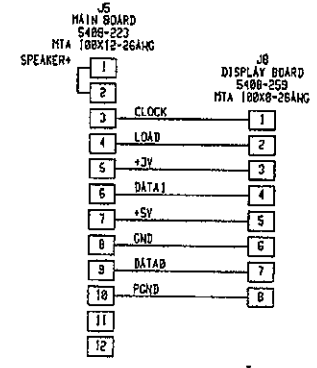 J5
MAIN BOARD
5408-223
MTA 100X12-26AWG
SPEAKER+
J8
DISPLAY BOARD
5408-259
MTA 100X8-26AWG
1
2
3 CLOCK 1
4 LOAD 2
5 +3V 3
6 DATA1 4
7 +5V 5
8 GND 6
9 DATA0 7
10 PGND 8
11
12